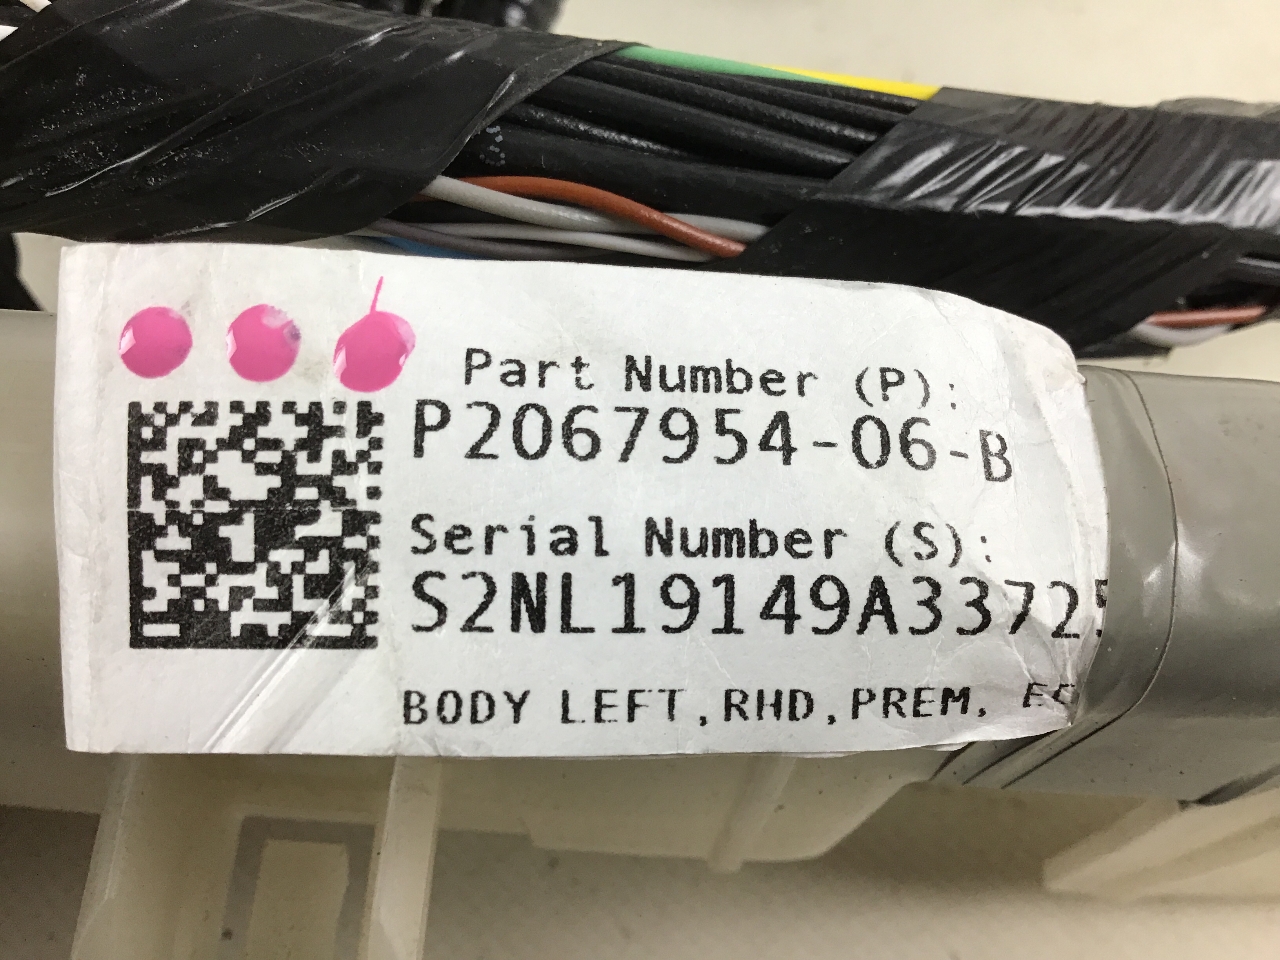 Part Number (P):
P2067954-06-B
Serial Number (S):
S2NL19149A3372
BODY LEFT, RHD, PREM,